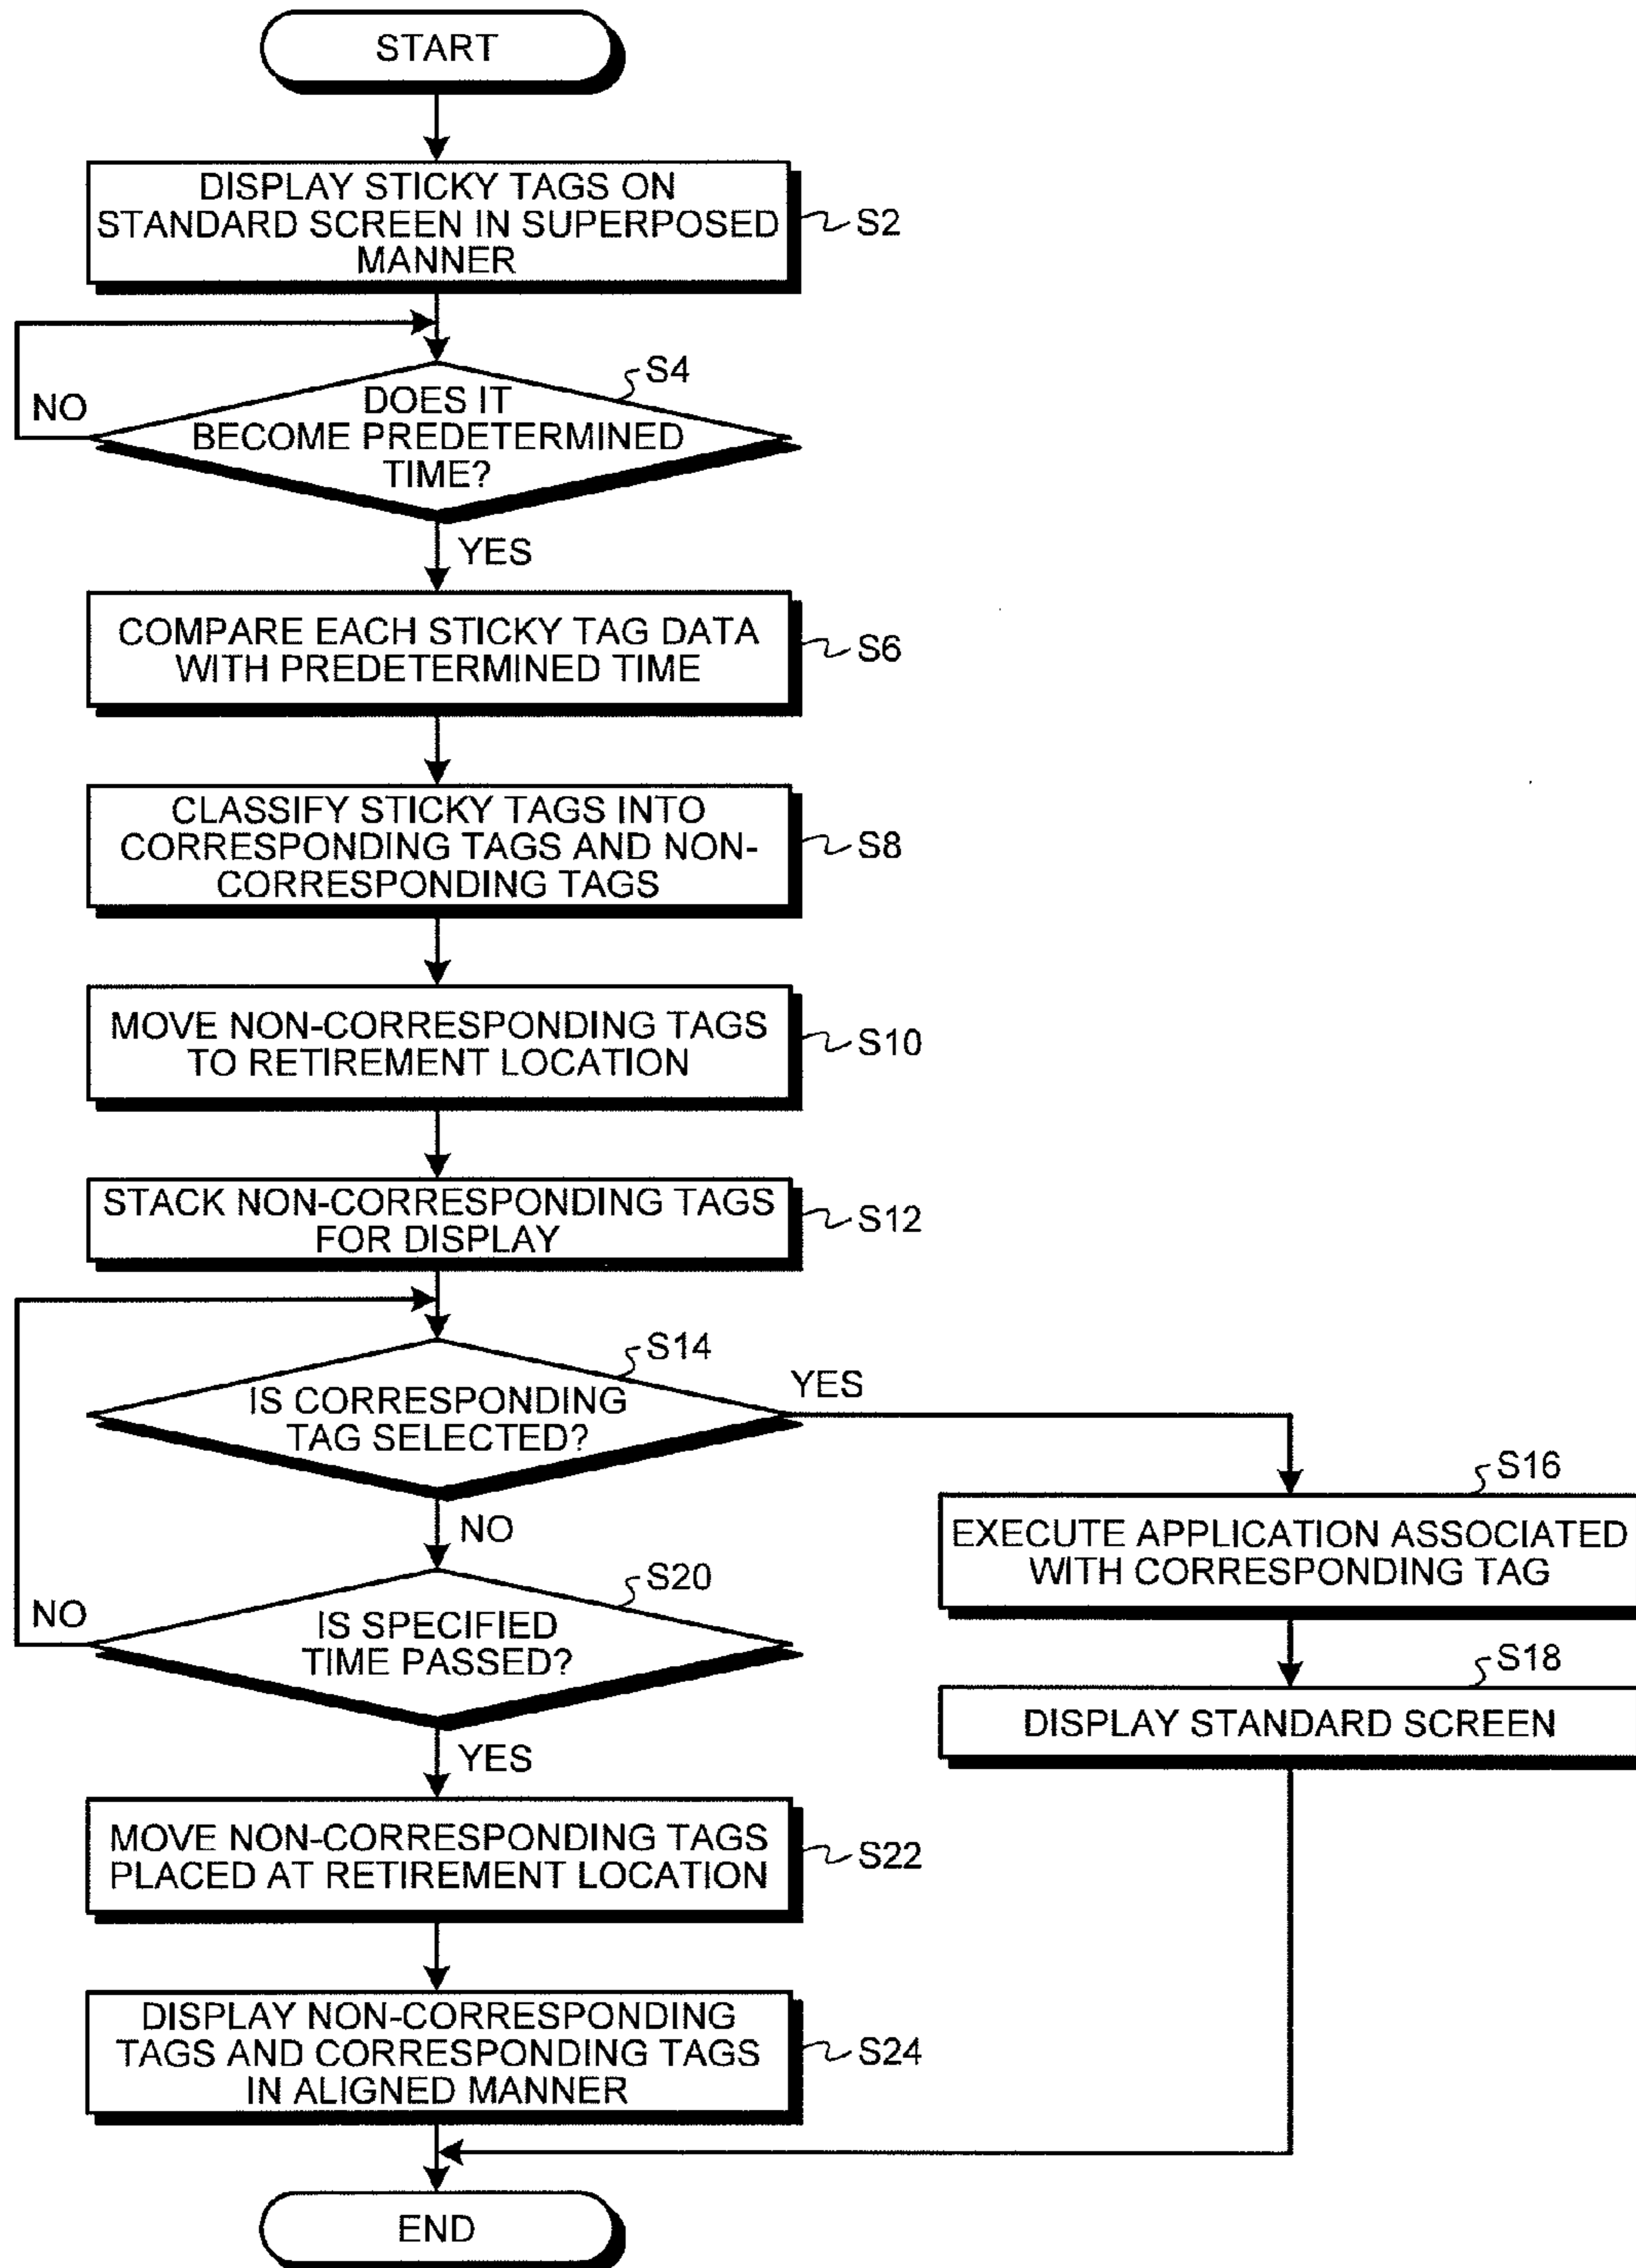 START
DISPLAY STICKY TAGS ON
STANDARD SCREEN IN SUPERPOSED
MANNER
S2
S4
DOES IT
BECOME PREDETERMINED
TIME?
NO
YES
COMPARE EACH STICKY TAG DATA
WITH PREDETERMINED TIME
S6
CLASSIFY STICKY TAGS INTO
CORRESPONDING TAGS AND NON-
CORRESPONDING TAGS
S8
MOVE NON-CORRESPONDING TAGS
TO RETIREMENT LOCATION
S10
STACK NON-CORRESPONDING TAGS
FOR DISPLAY
S12
S14
IS CORRESPONDING
TAG SELECTED?
YES
NO
S16
EXECUTE APPLICATION ASSOCIATED
WITH CORRESPONDING TAG
S18
DISPLAY STANDARD SCREEN
S20
IS SPECIFIED
TIME PASSED?
NO
YES
MOVE NON-CORRESPONDING TAGS
PLACED AT RETIREMENT LOCATION
S22
DISPLAY NON-CORRESPONDING
TAGS AND CORRESPONDING TAGS
IN ALIGNED MANNER
S24
END